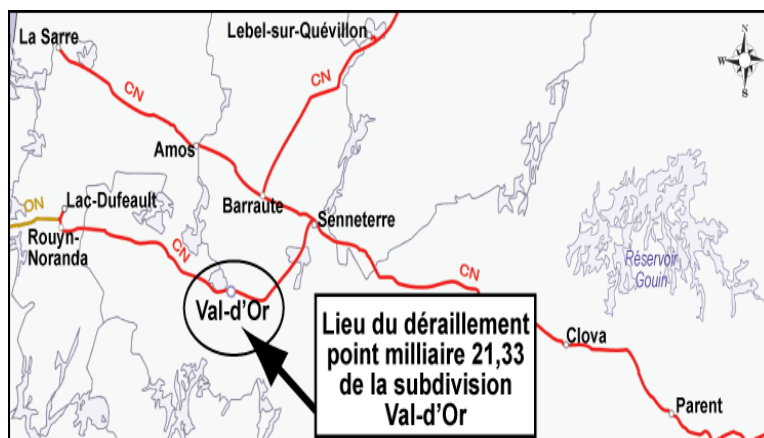 La Sarre
Lebel-sur-Quévillon
N
W
E
S
CN
CN
Amos
Barraute
Lac-Dufeault
ON
Senneterre
Rouyn-
Noranda
CN
CN
Réservoir
Gouin
Val-d'Or
Lieu du déraillement
point milliaire 21,33
de la subdivision
Val-d'Or
Clova
Parent